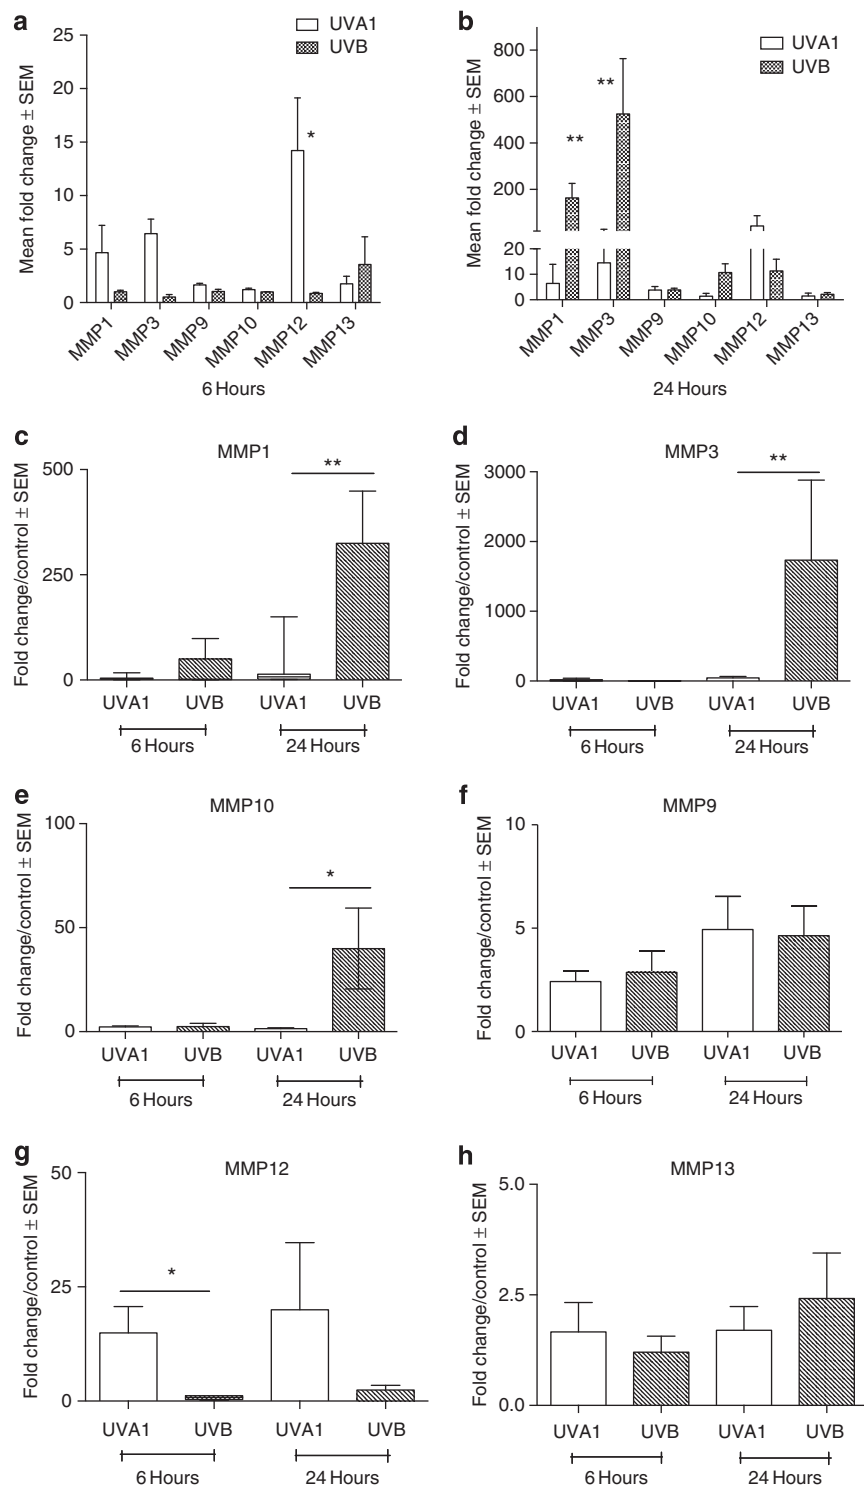 a
UVA1
UVB
Mean fold change ± SEM
25
20
15
10
5
0
*
MMP1
MMP3
MMP9
MMP10
MMP12
MMP13
6 Hours
b
UVA1
UVB
Mean fold change ± SEM
800
600
400
200
20
10
0
**
**
MMP1
MMP3
MMP9
MMP10
MMP12
MMP13
24 Hours
c
MMP1
Fold change/control ± SEM
500
250
0
**
UVA1 UVB UVA1 UVB
6 Hours 24 Hours
d
MMP3
Fold change/control ± SEM
3000
2000
1000
0
**
UVA1 UVB UVA1 UVB
6 Hours 24 Hours
e
MMP10
Fold change/control ± SEM
100
50
0
*
UVA1 UVB UVA1 UVB
6 Hours 24 Hours
f
MMP9
Fold change/control ± SEM
10
5
0
UVA1 UVB UVA1 UVB
6 Hours 24 Hours
g
MMP12
Fold change/control ± SEM
50
25
0
*
UVA1 UVB UVA1 UVB
6 Hours 24 Hours
h
MMP13
Fold change/control ± SEM
5.0
2.5
0.0
UVA1 UVB UVA1 UVB
6 Hours 24 Hours